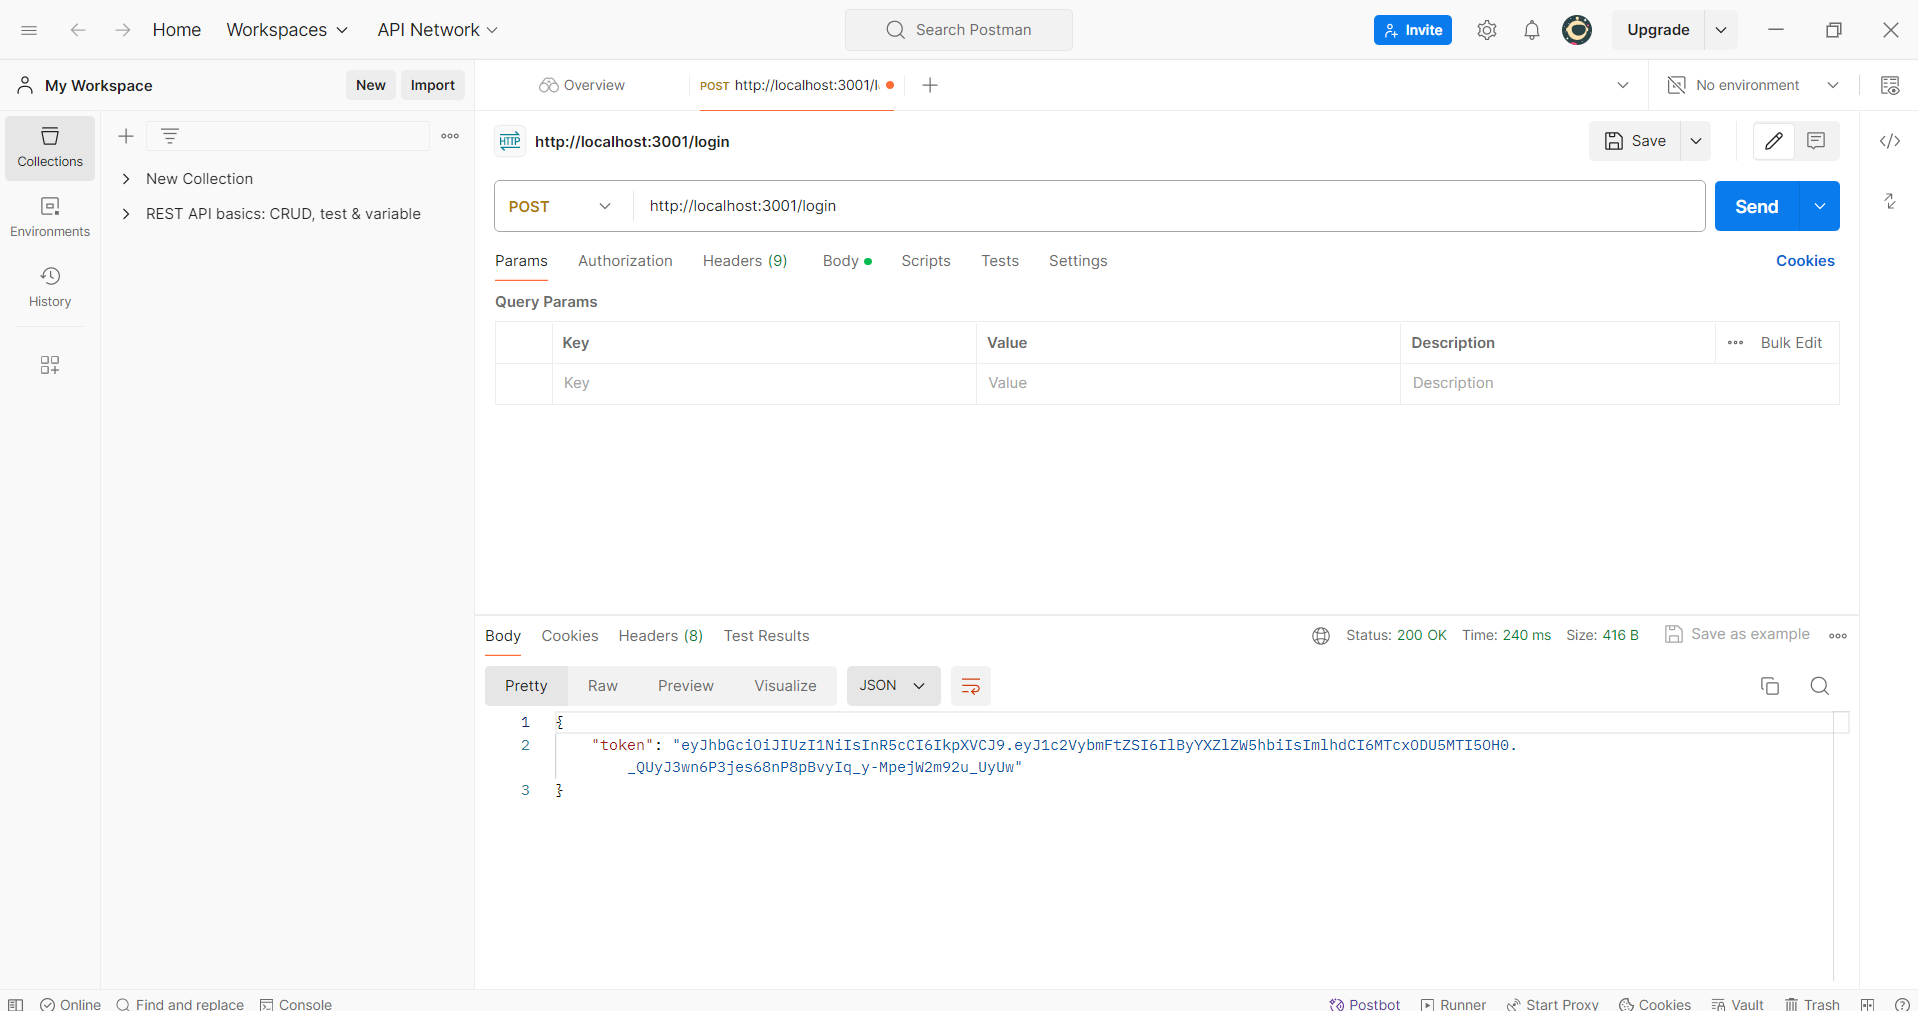 Home Workspaces API Network Search Postman Invite Upgrade
My Workspace New Import Overview POST http://localhost:3001/l No environment
Collections
Environments
History
New Collection
REST API basics: CRUD, test & variable
HTTP http://localhost:3001/login Save
POST http://localhost:3001/login Send
Params Authorization Headers (9) Body Scripts Tests Settings Cookies
Query Params
Key Value Description Bulk Edit
Key Value Description
Body Cookies Headers (8) Test Results Status: 200 OK Time: 240 ms Size: 416 B Save as example
Pretty Raw Preview Visualize JSON
1 {
2 "token": "eyJhbGciOiJIUzI1NiIsInR5cCI6IkpXVCJ9.eyJ1c2VybmFtZSI6IlByYXZlZW5hbiIsImlhdCI6MTcxODU5MTI5OH0.
_QUyJ3wn6P3jes68nP8pBvyIq_y-MpejW2m92u_UyUw"
3 }
Online Find and replace Console Postbot Runner Start Proxy Cookies Vault Trash